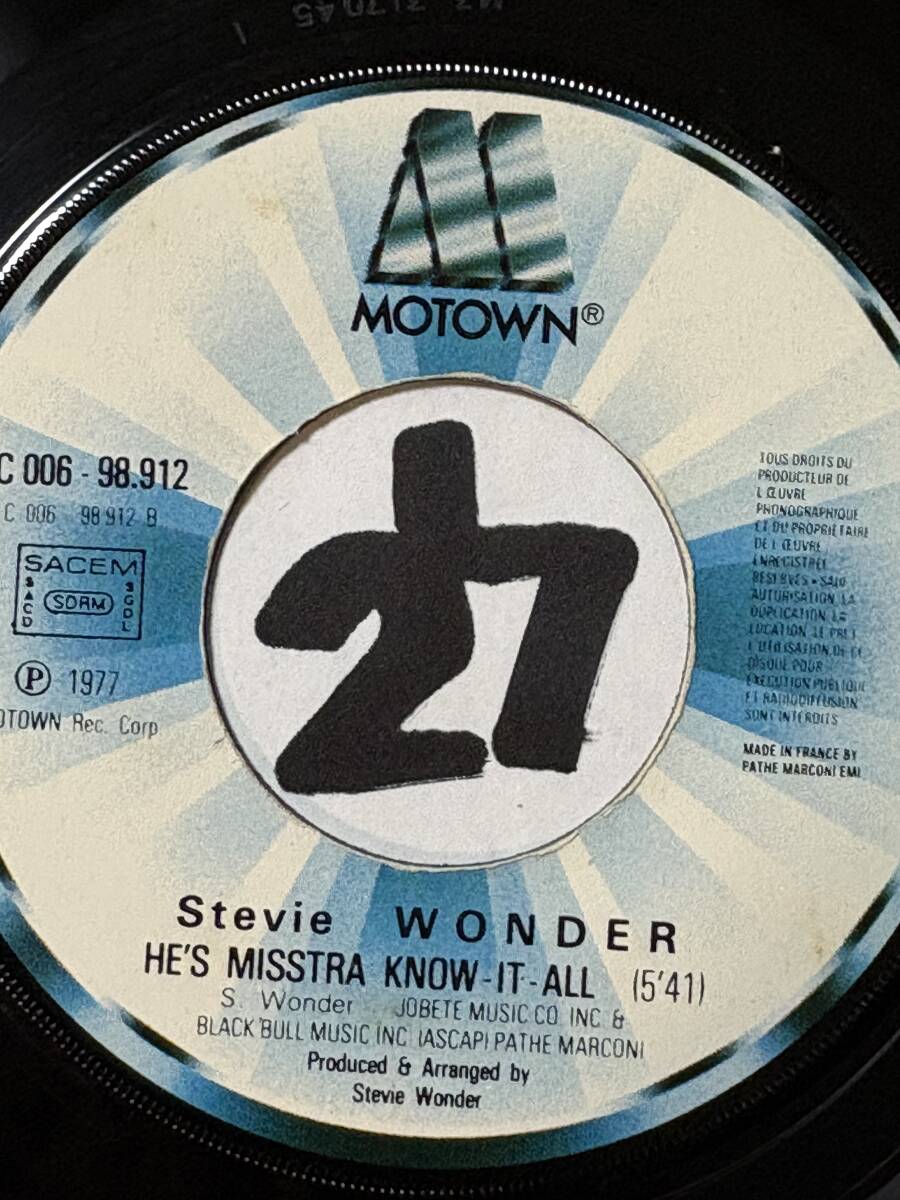 MOTOWN®
C 006 - 98.912
C 006 98 912 B
SACEM
SACD
SDRM
SGDL
Ⓟ 1977
OTOWN Rec. Corp
TOUS DROITS DU
PRODUCTEUR DE
L ŒUVRE
PHONOGRAPHIQUE
ET DU PROPRIETAIRE
DE L ŒUVRE
ENREGISTREE
RESERVES • SAUF
AUTORISATION LA
DUPLICATION LA
LOCATION LE PRET
L UTILISATION DE CE
DISQUE POUR
EXECUTION PUBLIQUE
ET RADIODIFFUSION
SONT INTERDITS
MADE IN FRANCE BY
PATHE MARCONI EMI
27
Stevie WONDER
HE'S MISSTRA KNOW-IT-ALL (5'41)
S. Wonder JOBETE MUSIC CO. INC. &
BLACK BULL MUSIC INC. (ASCAP) PATHE MARCONI
Produced & Arranged by
Stevie Wonder